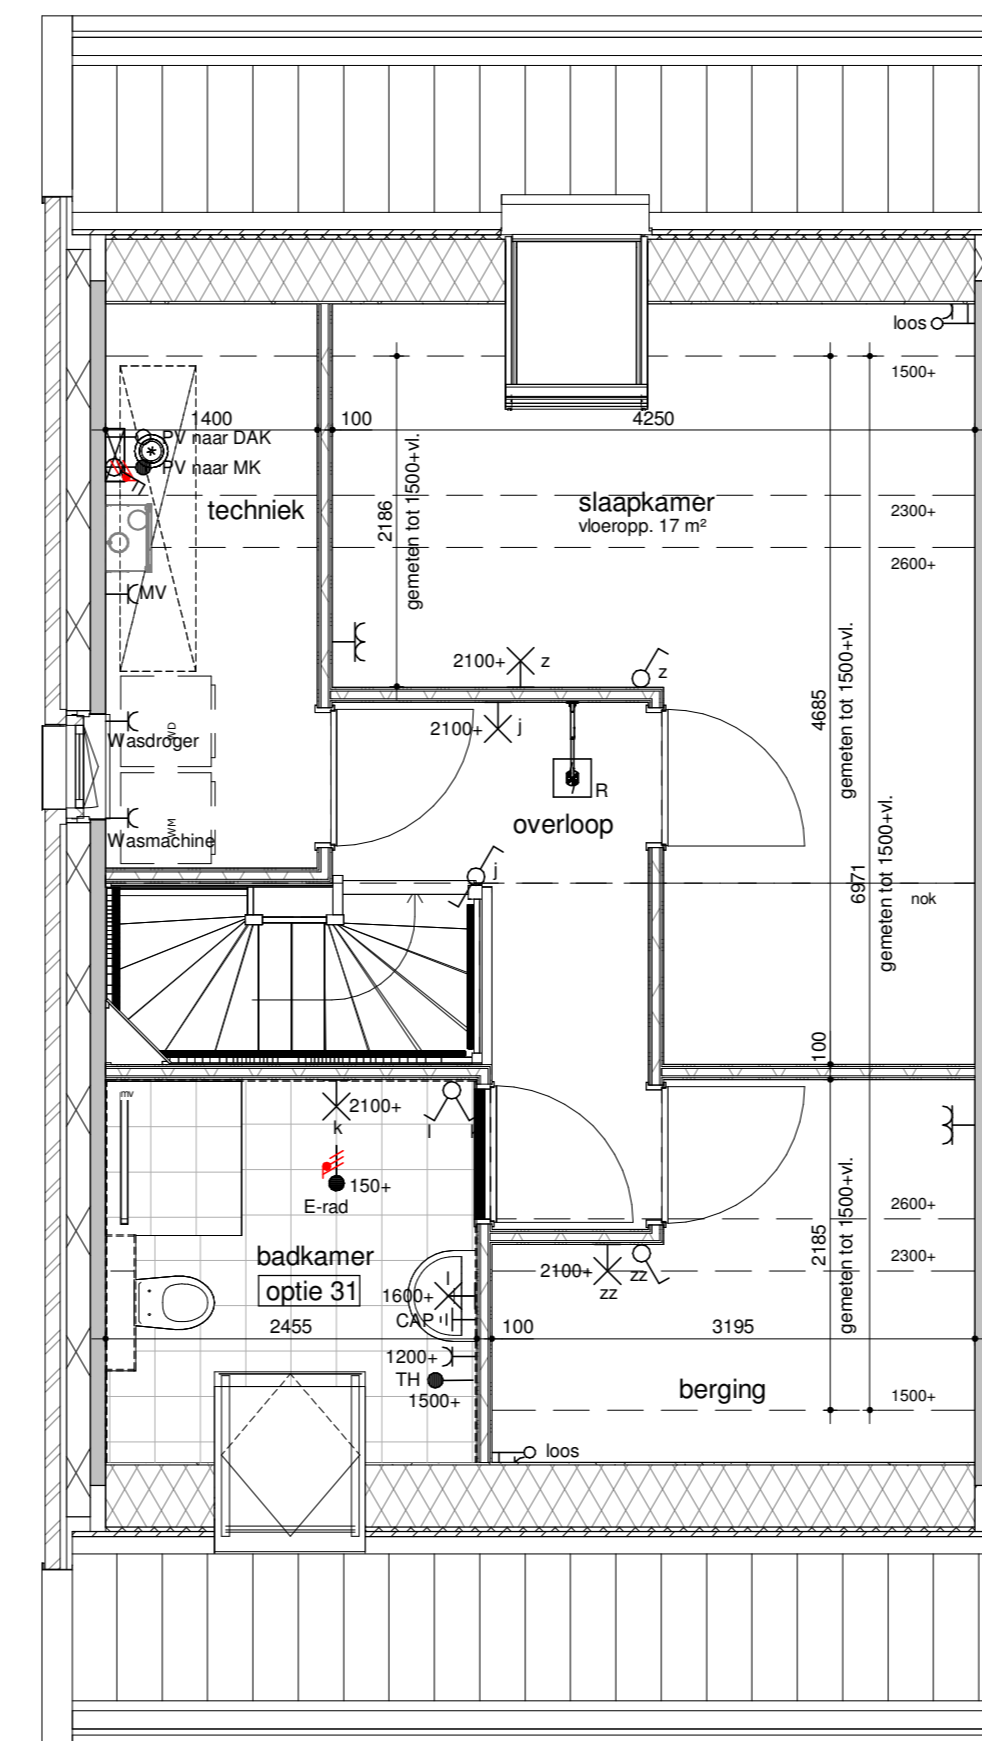 loos
1500+
1400
100
4250
PV naar DAK
PV naar MK
techniek
slaapkamer
vloeropp. 17 m²
2300+
2186
gemeten tot 1500+vl.
2600+
MV
2100+ z
z
4685
gemeten tot 1500+vl.
2100+ j
WD
Wasdroger
R
overloop
WM
Wasmachine
j
6971
gemeten tot 1500+vl.
nok
100
mv
2100+
k
l
150+
E-rad
2185
gemeten tot 1500+vl.
2600+
badkamer
optie 31
2300+
2100+ zz
zz
l
1600+
CAP
2455
100
3195
1200+
TH
1500+
berging
1500+
loos